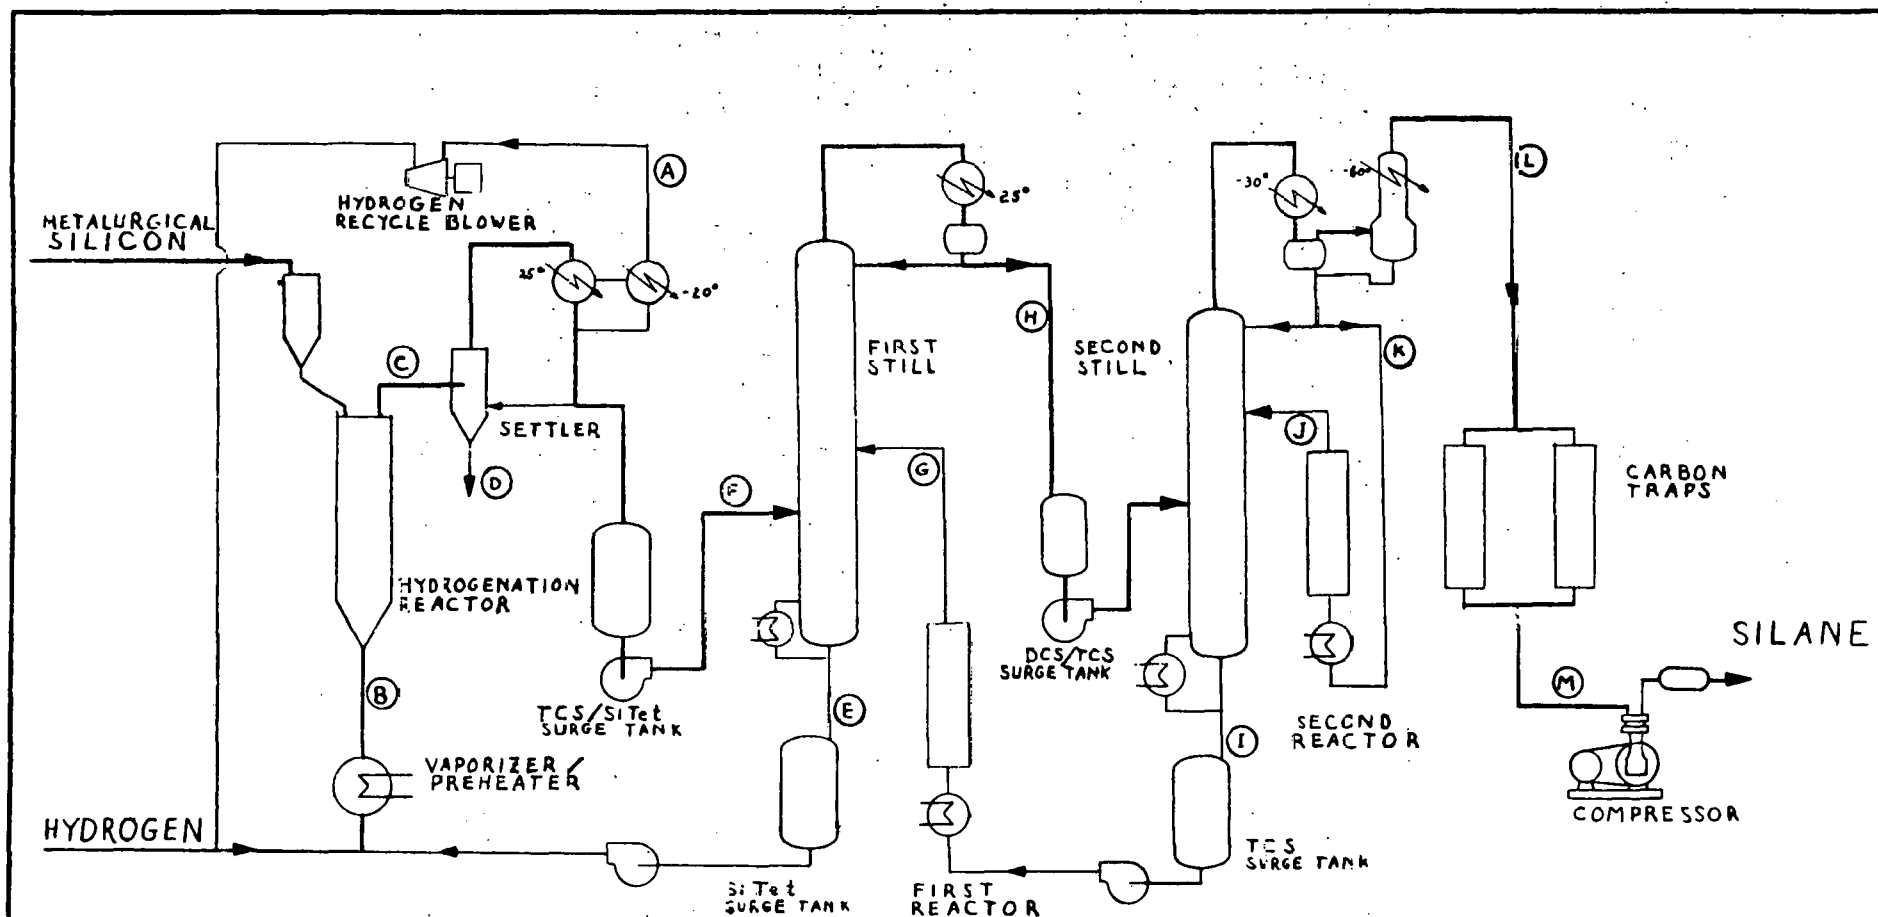 METALURGICAL
SILICON
HYDROGEN
RECYCLE BLOWER
A
25°
-20°
C
SETTLER
D
HYDROGENATION
REACTOR
B
VAPORIZER/
PREHEATER
HYDROGEN
TCS/SiTet
SURGE TANK
F
E
SiTet
SURGE TANK
25°
FIRST
STILL
G
H
FIRST
REACTOR
SECOND
STILL
DCS/TCS
SURGE TANK
I
TCS
SURGE TANK
-30°
-60°
K
J
SECOND
REACTOR
L
CARBON
TRAPS
M
SILANE
COMPRESSOR